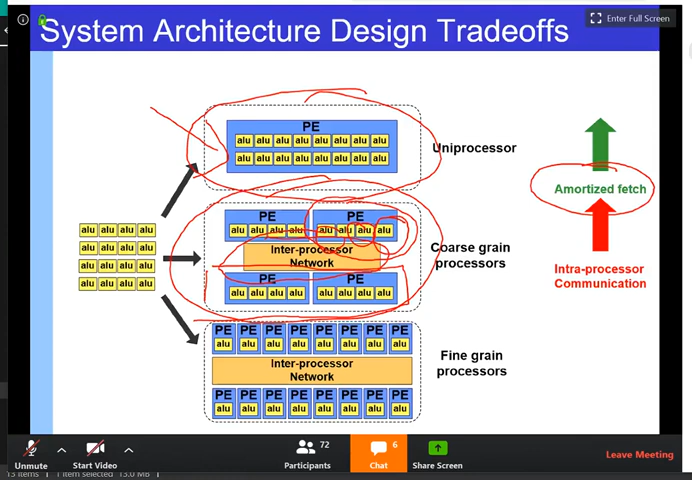 System Architecture Design Tradeoffs
Enter Full Screen
PE
alu alu alu alu alu alu alu alu
alu alu alu alu alu alu alu alu
Uniprocessor
Amortized fetch
alu alu alu alu
alu alu alu alu
alu alu alu alu
alu alu alu alu
PE PE
alu alu alu alu alu alu alu alu
Inter-processor
Network
PE PE
alu alu alu alu alu alu alu alu
Coarse grain
processors
Intra-processor
Communication
PE PE PE PE PE PE PE PE
alu alu alu alu alu alu alu alu
Inter-processor
Network
PE PE PE PE PE PE PE PE
alu alu alu alu alu alu alu alu
Fine grain
processors
72
6
Unmute
Start Video
Participants
Chat
Share Screen
Leave Meeting
1 item selected 13.0 MB